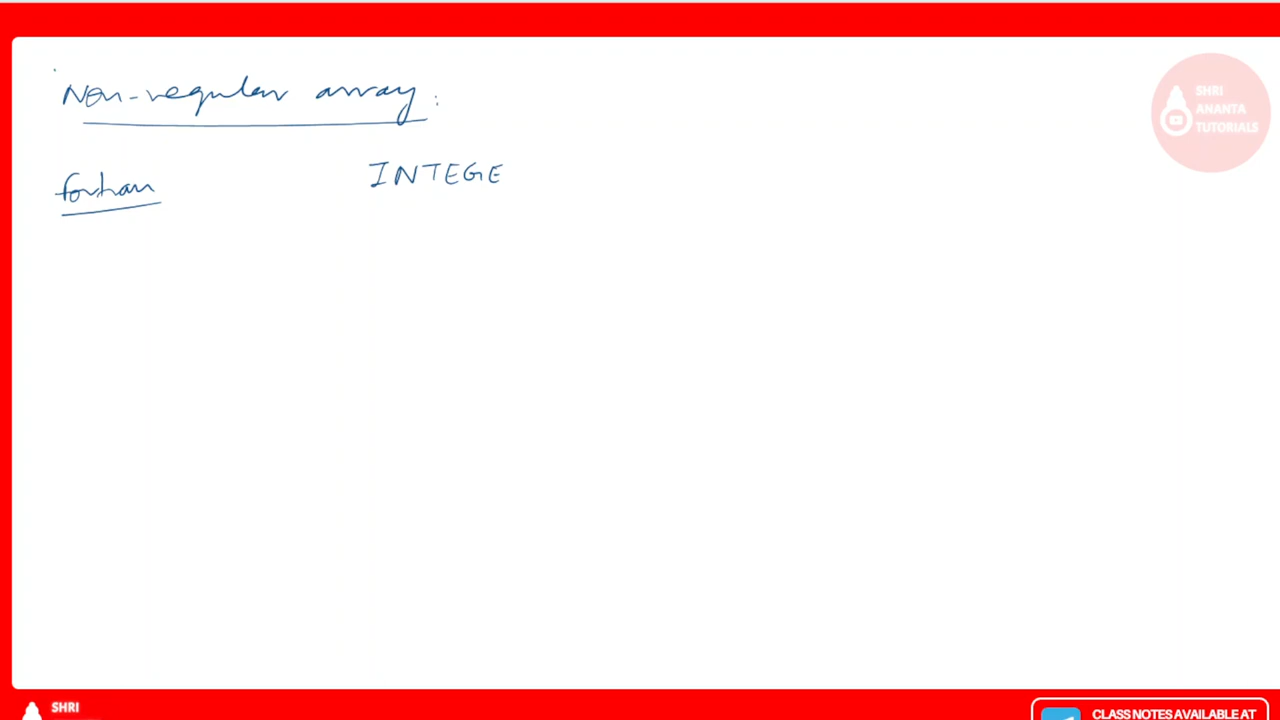 Non-regular array:
fortran INTEGE
SHRI
ANANTA
TUTORIALS
SHRI
CLASS NOTES AVAILABLE AT